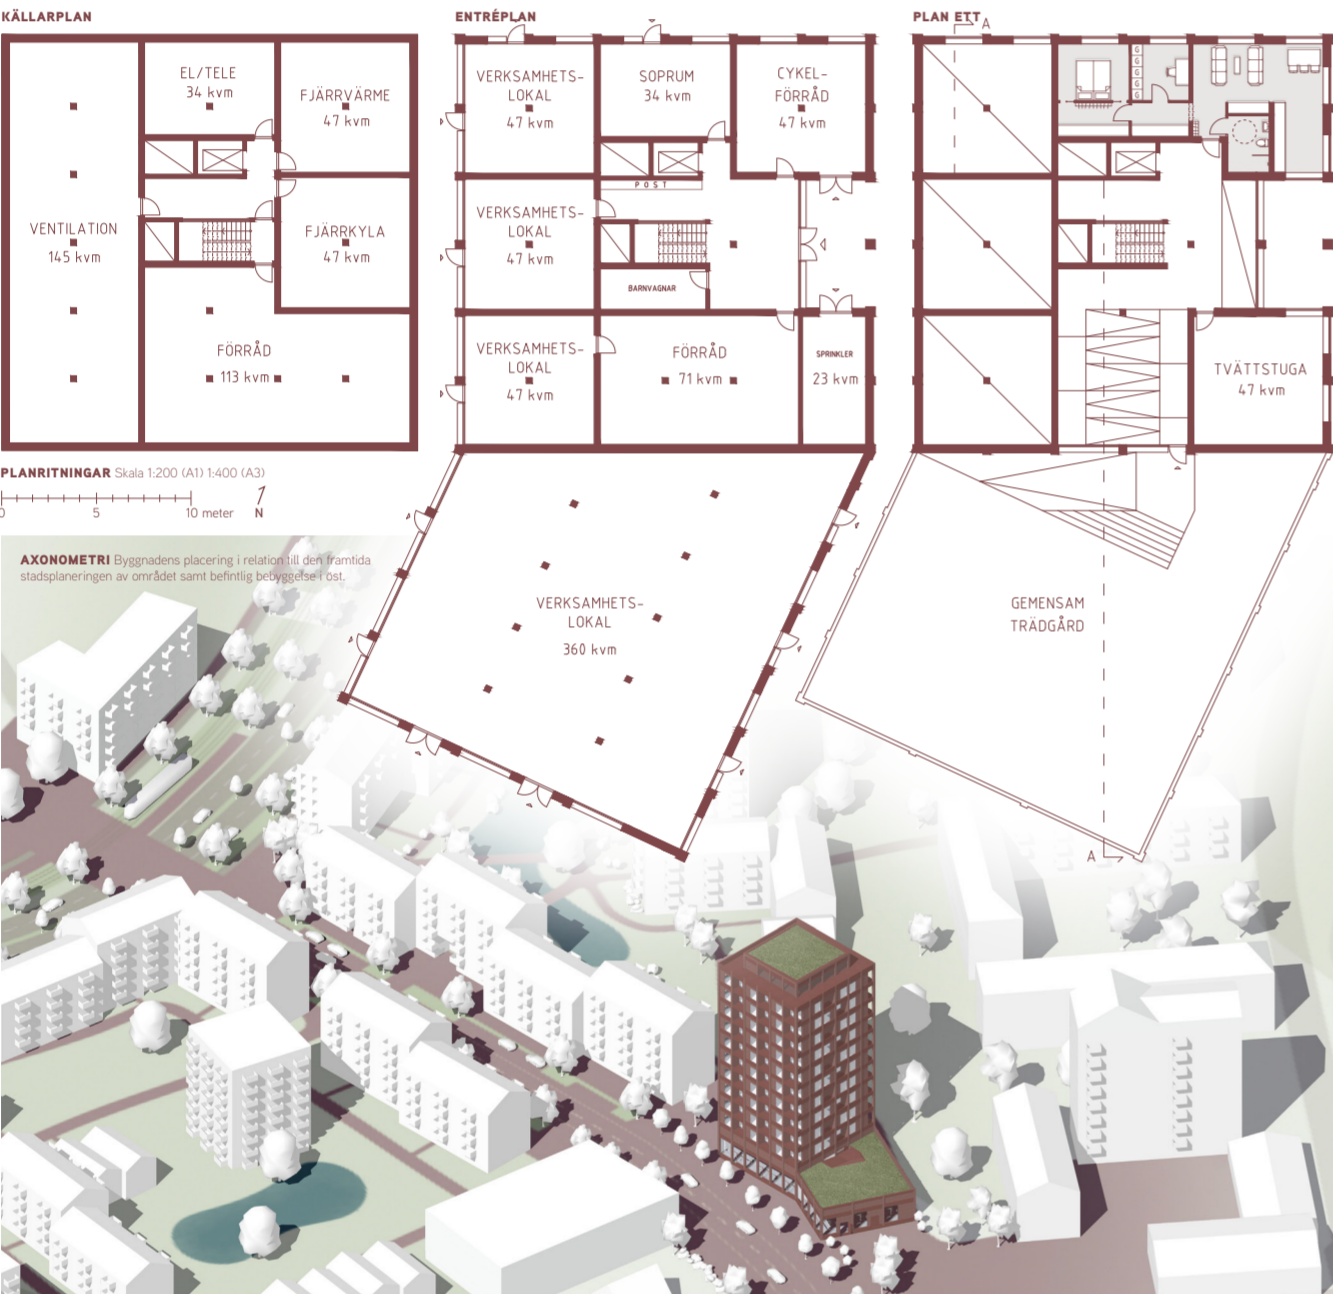 KÄLLARPLAN
EL/TELE
34 kvm
FJÄRRVÄRME
47 kvm
VENTILATION
145 kvm
FJÄRRKYLA
47 kvm
FÖRRÅD
113 kvm
ENTRÉPLAN
VERKSAMHETS-
LOKAL
47 kvm
SOPRUM
34 kvm
CYKEL-
FÖRRÅD
47 kvm
POST
VERKSAMHETS-
LOKAL
47 kvm
BARNVAGNAR
VERKSAMHETS-
LOKAL
47 kvm
FÖRRÅD
71 kvm
SPRINKLER
23 kvm
VERKSAMHETS-
LOKAL
360 kvm
PLAN ETT
A
G
G
G
G
TVÄTTSTUGA
47 kvm
GEMENSAM
TRÄDGÅRD
A
PLANRITNINGAR Skala 1:200 (A1) 1:400 (A3)
0 5 10 meter N
AXONOMETRI Byggnadens placering i relation till den framtida
stadsplaneringen av området samt befintlig bebyggelse i öst.